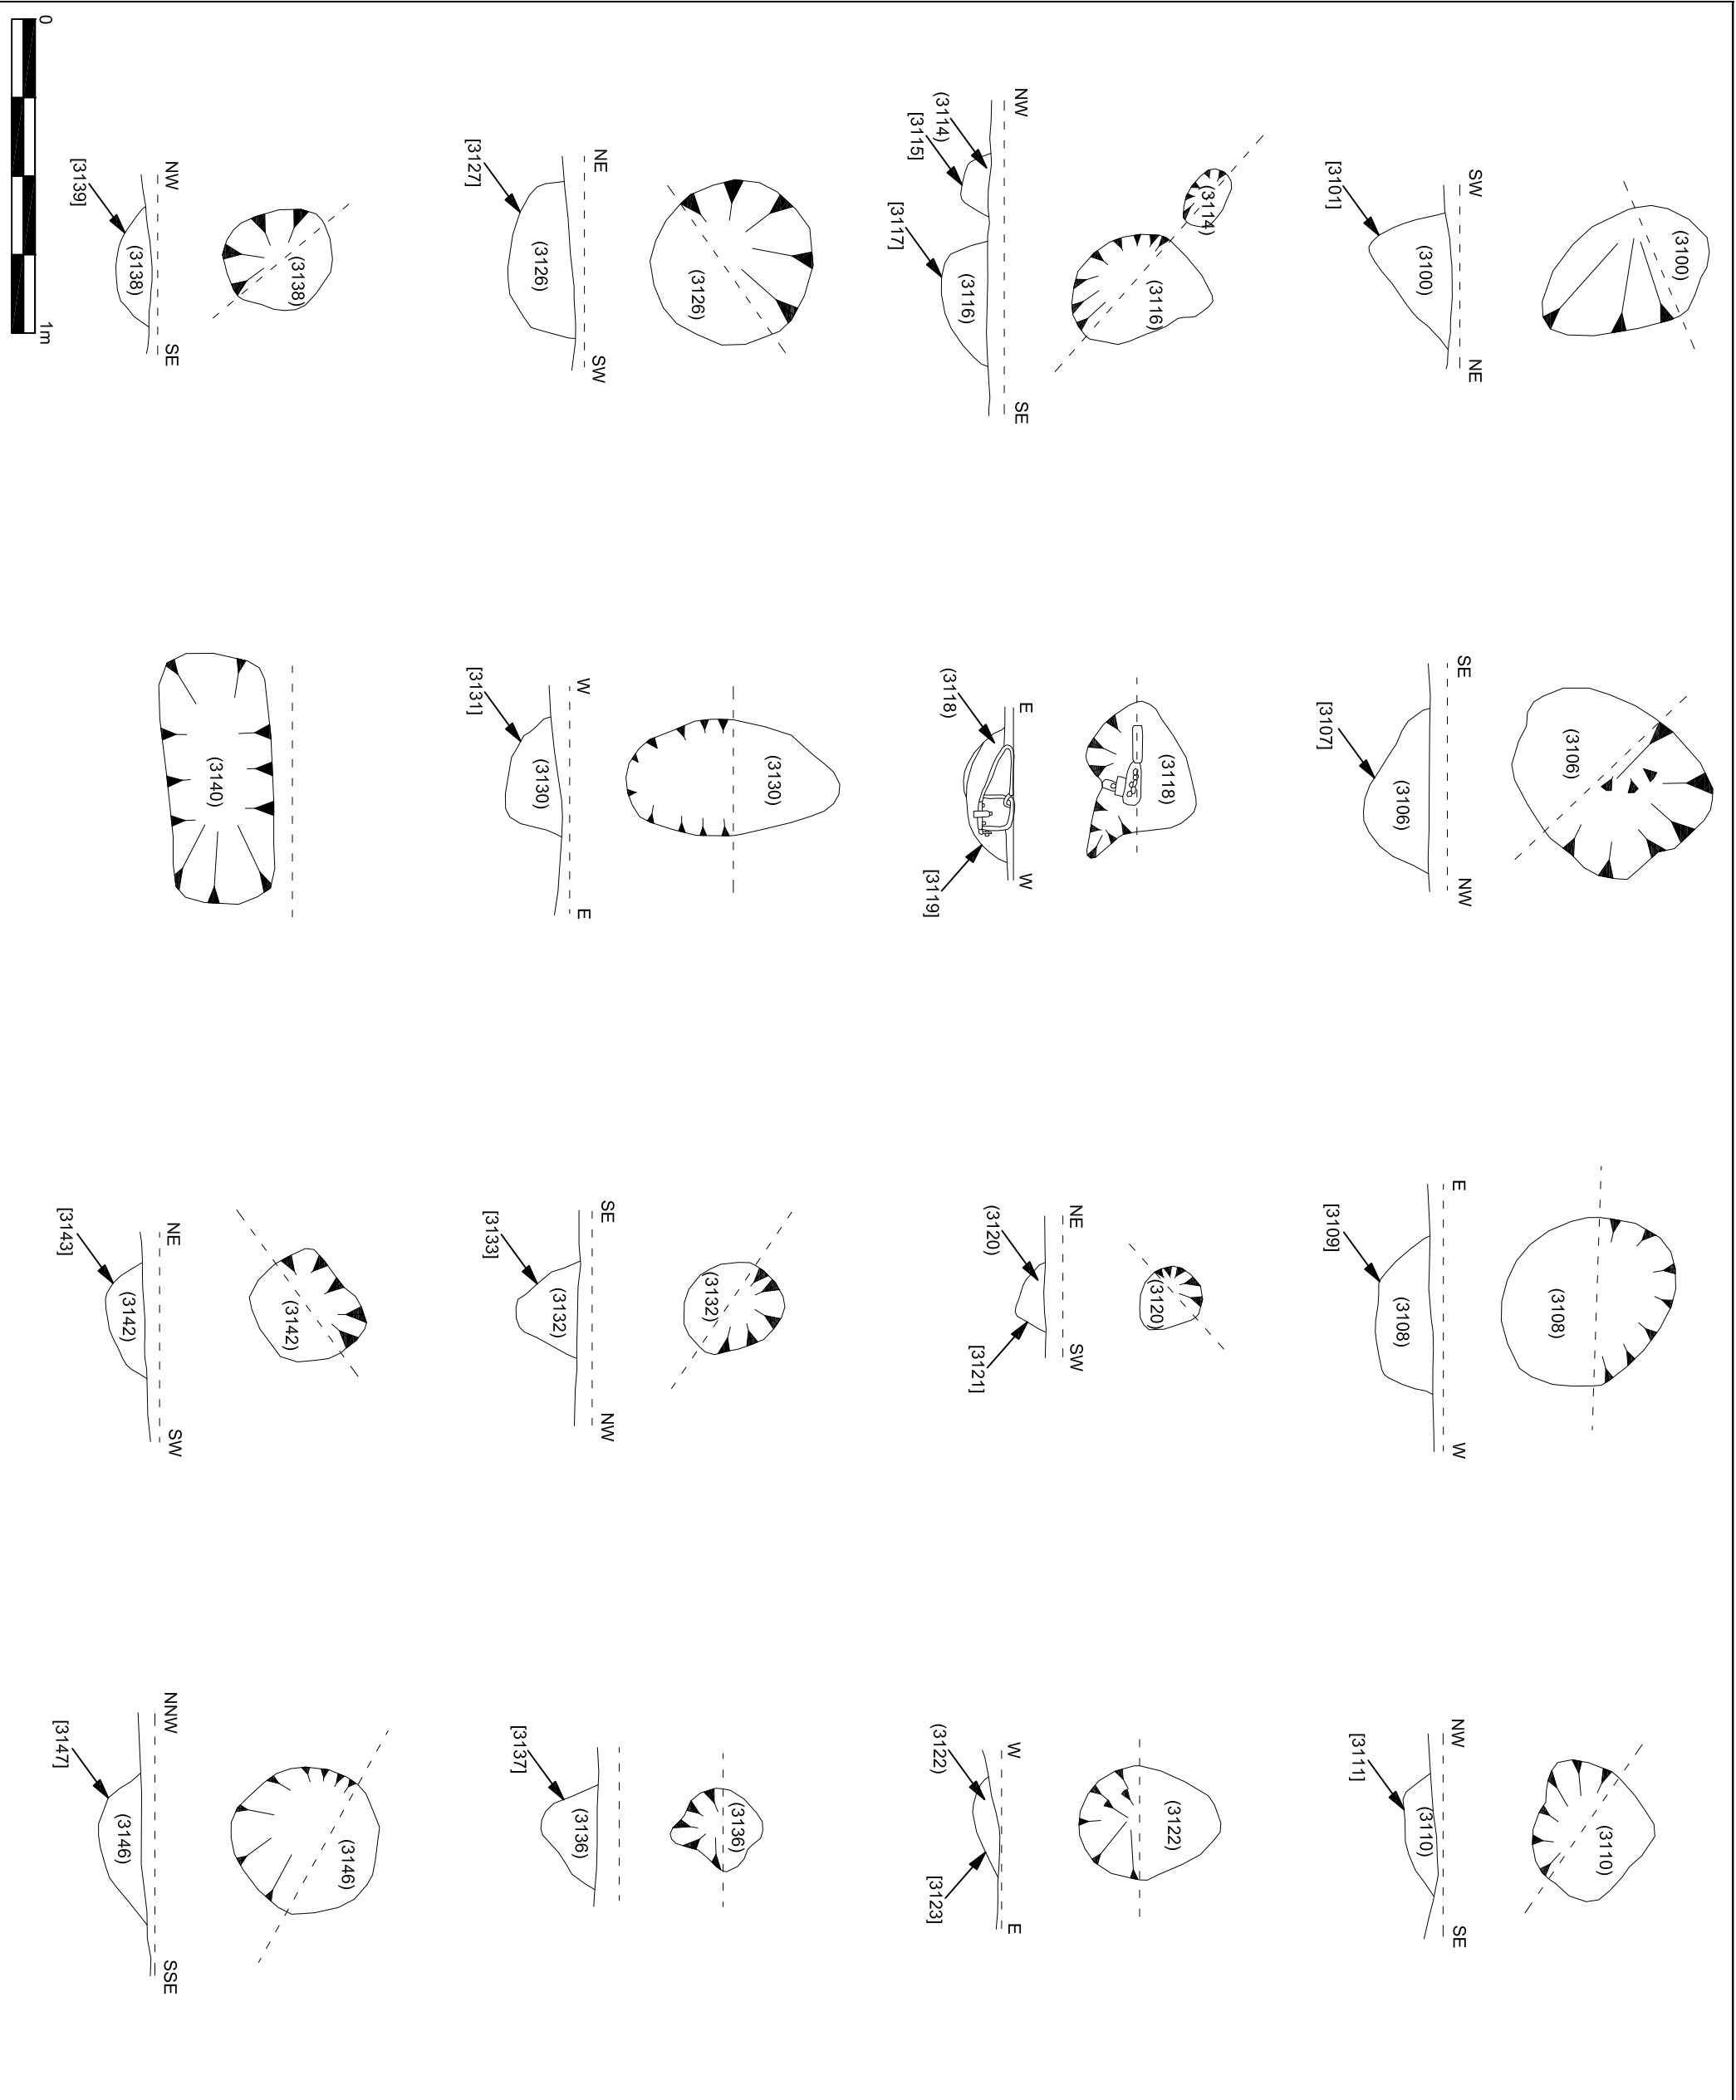 (3100)
SW
NE
(3100)
[3101]
(3106)
SE
NW
(3106)
[3107]
(3108)
E
W
(3108)
[3109]
(3110)
NW
SE
(3110)
[3111]
(3114)
(3116)
NW
SE
(3114)
[3115]
(3116)
[3117]
(3118)
E
W
(3118)
[3119]
(3120)
NE
SW
(3120)
[3121]
(3122)
W
E
(3122)
[3123]
(3126)
NE
SW
(3126)
[3127]
(3130)
W
E
(3130)
[3131]
(3132)
SE
NW
(3132)
[3133]
(3136)
(3136)
[3137]
(3138)
NW
SE
(3138)
[3139]
(3140)
(3142)
NE
SW
(3142)
[3143]
(3146)
NNW
SSE
(3146)
[3147]
0
1m